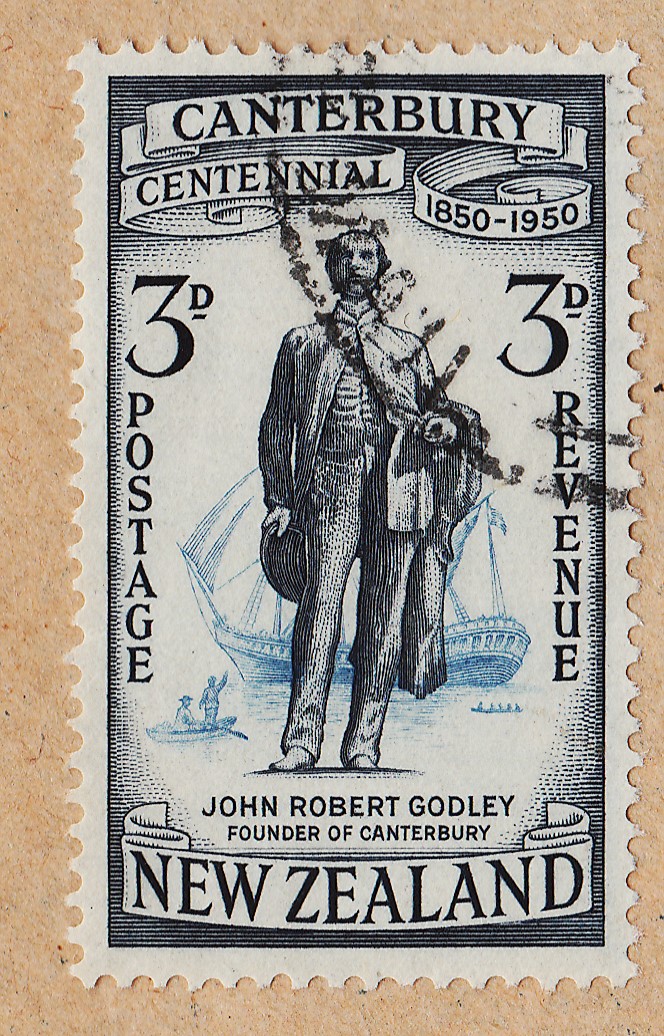 CANTERBURY
CENTENNIAL
1850-1950
3D
3D
POSTAGE
REVENUE
JOHN ROBERT GODLEY
FOUNDER OF CANTERBURY
NEW ZEALAND